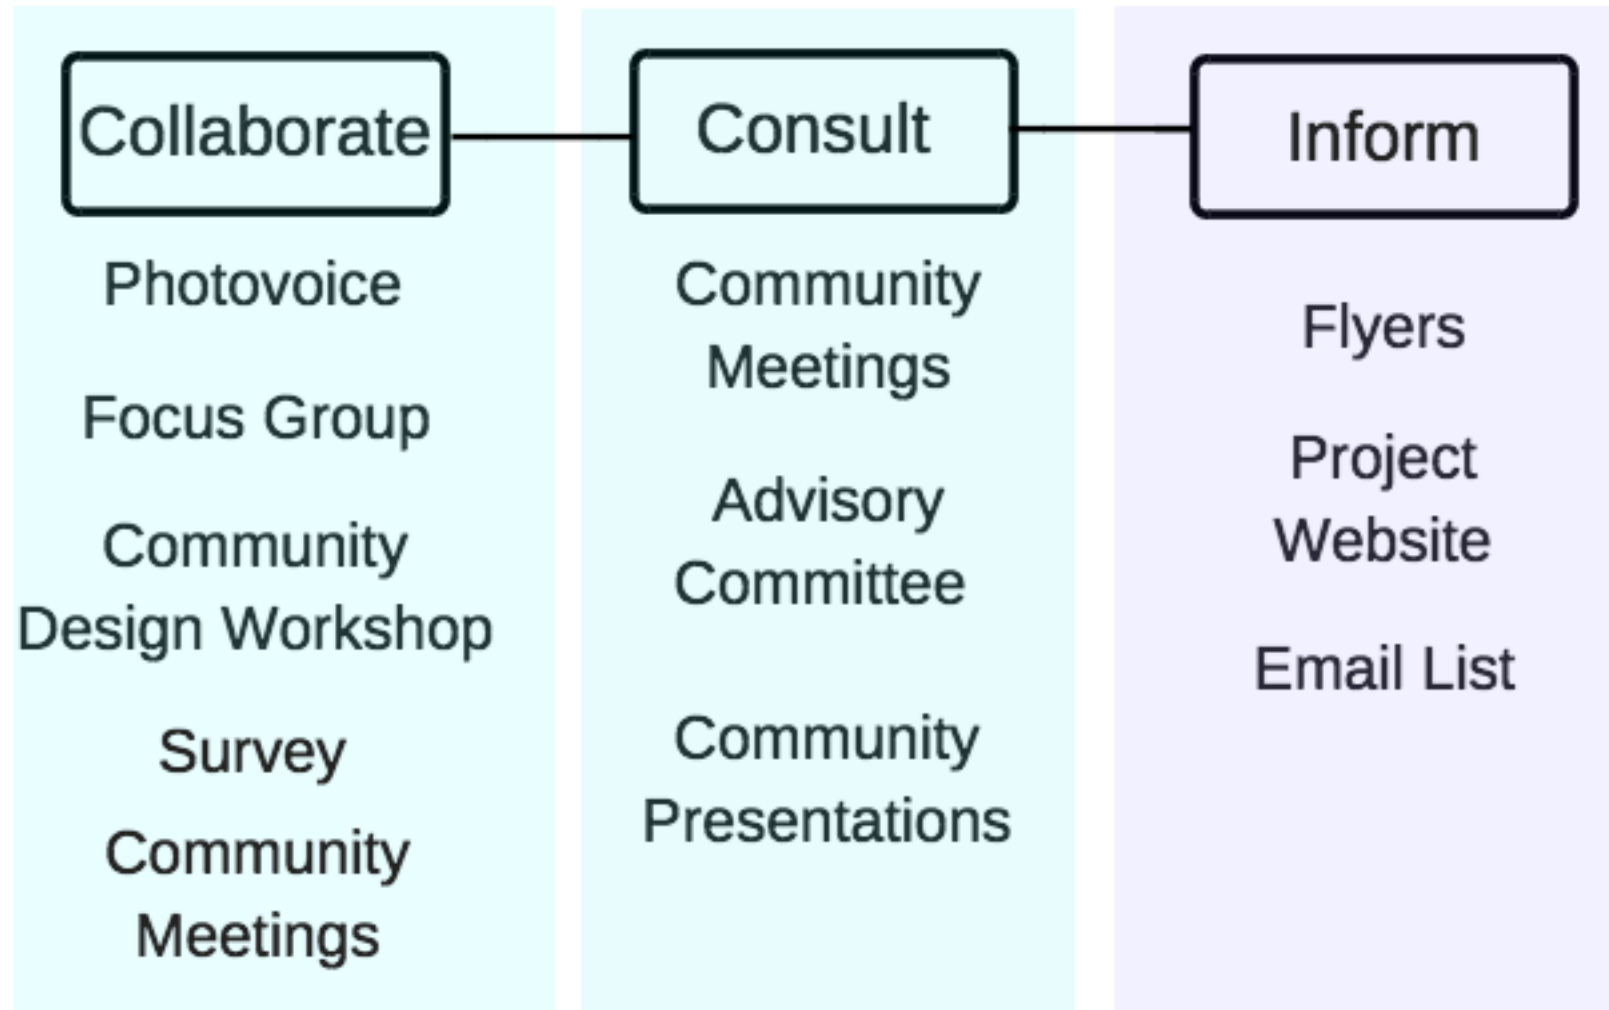 Collaborate
Photovoice
Focus Group
Community
Design Workshop
Survey
Community
Meetings
Consult
Community
Meetings
Advisory
Committee
Community
Presentations
Inform
Flyers
Project
Website
Email List